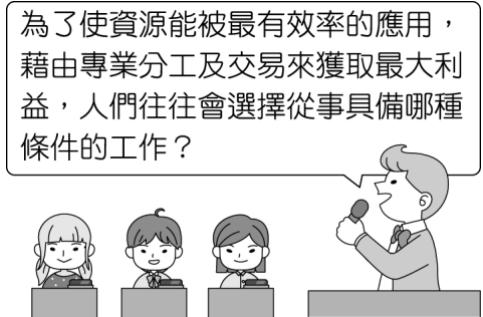 為了使資源能被最有效率的應用，
藉由專業分工及交易來獲取最大利
益，人們往往會選擇從事具備哪種
條件的工作？